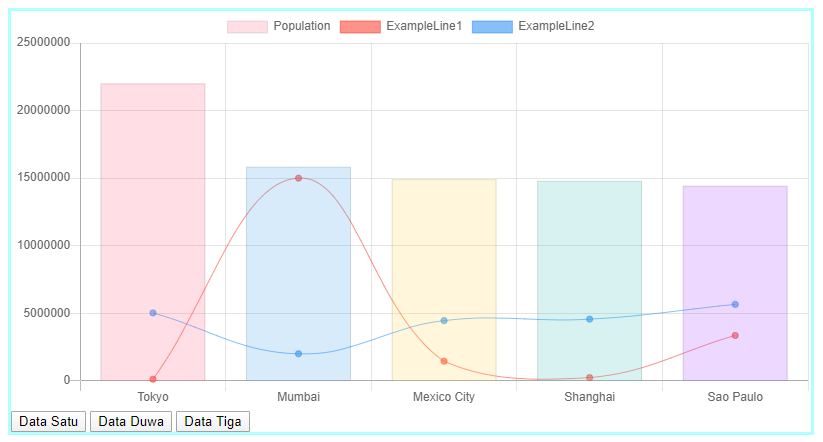 Population ExampleLine1 ExampleLine2
25000000
20000000
15000000
10000000
5000000
0
Tokyo Mumbai Mexico City Shanghai Sao Paulo
Data Satu Data Duwa Data Tiga